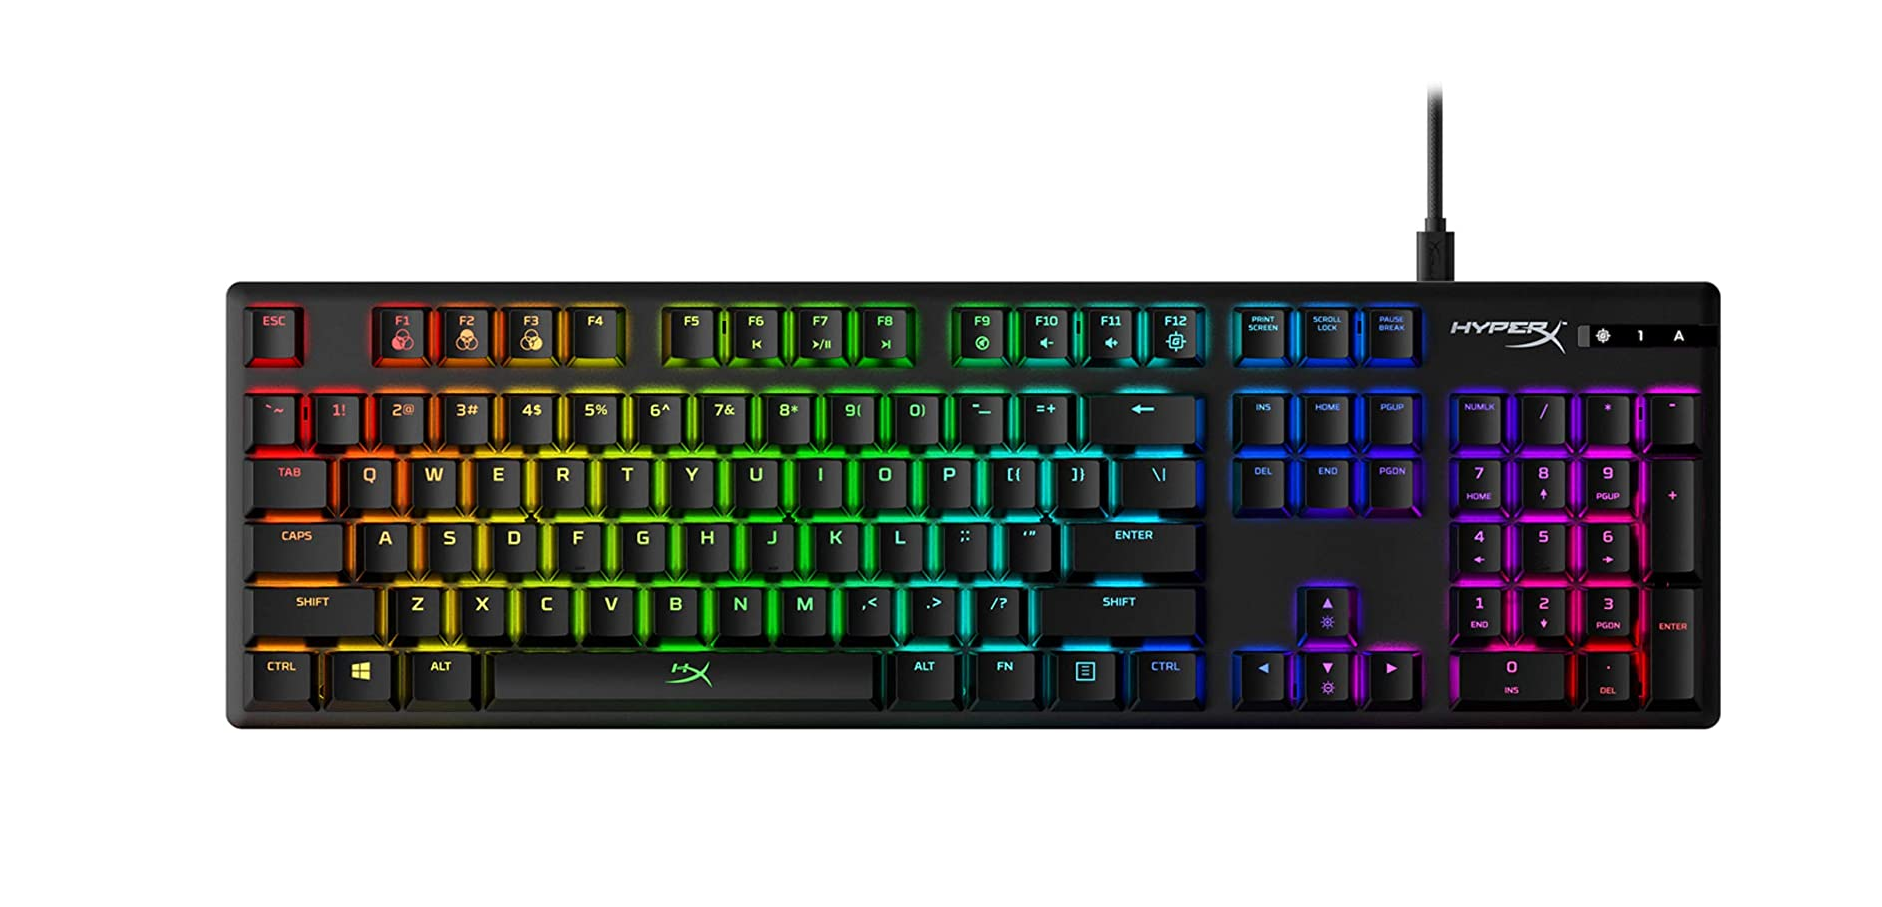 ESC F1 F2 F3 F4 F5 F6 F7 F8 F9 F10 F11 F12 PRINT SCREEN SCROLL LOCK PAUSE BREAK HYPERX™ 1 A
`~ 1! 2@ 3# 4$ 5% 6^ 7& 8* 9( 0) -_ =+ INS HOME PGUP NUMLK / * -
TAB Q W E R T Y U I O P [{ ]} \| DEL END PGDN 7 HOME 8 9 PGUP +
CAPS A S D F G H J K L ;: '" ENTER 4 5 6
SHIFT Z X C V B N M ,< .> /? SHIFT 1 END 2 3 PGDN ENTER
CTRL ALT HX ALT FN CTRL 0 INS . DEL